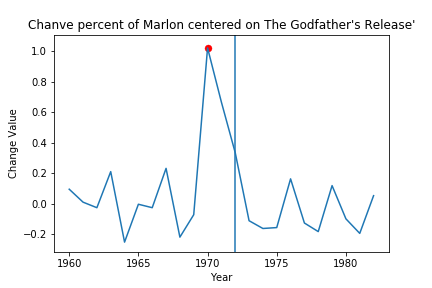 Chanve percent of Marlon centered on The Godfather's Release'
1.0
0.8
0.6
0.4
0.2
0.0
−0.2
Change Value
1960 1965 1970 1975 1980
Year